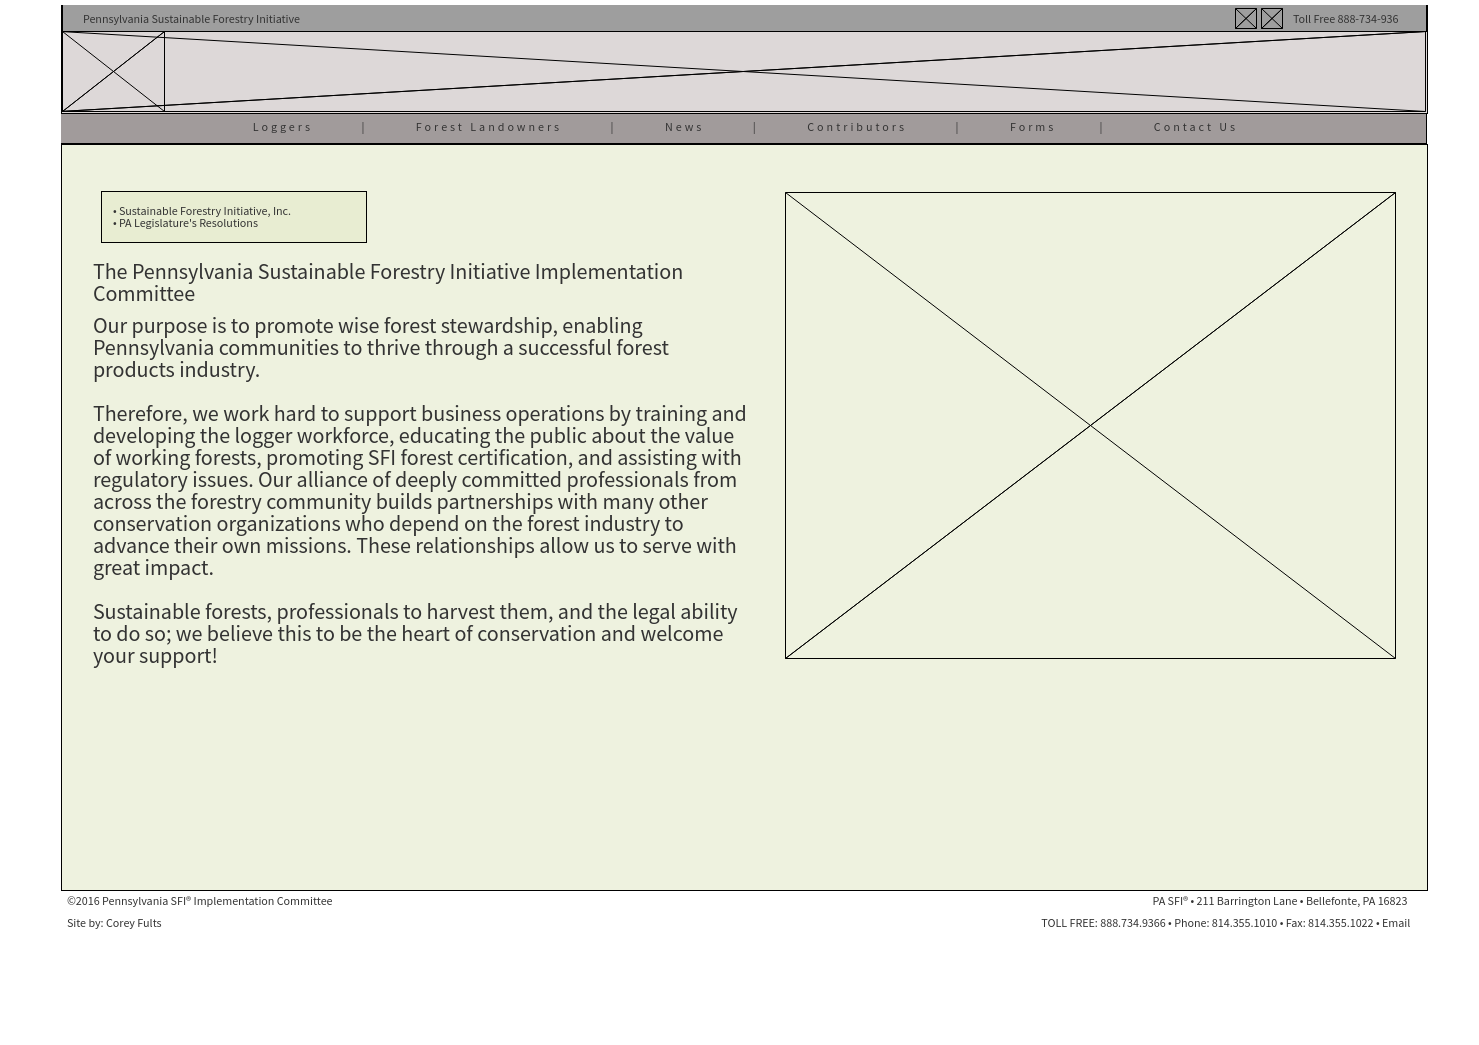 Pennsylvania Sustainable Forestry Initiative
Toll Free 888-734-936
Loggers | Forest Landowners | News | Contributors | Forms | Contact Us
• Sustainable Forestry Initiative, Inc.
• PA Legislature's Resolutions
The Pennsylvania Sustainable Forestry Initiative Implementation
Committee
Our purpose is to promote wise forest stewardship, enabling
Pennsylvania communities to thrive through a successful forest
products industry.
Therefore, we work hard to support business operations by training and
developing the logger workforce, educating the public about the value
of working forests, promoting SFI forest certification, and assisting with
regulatory issues. Our alliance of deeply committed professionals from
across the forestry community builds partnerships with many other
conservation organizations who depend on the forest industry to
advance their own missions. These relationships allow us to serve with
great impact.
Sustainable forests, professionals to harvest them, and the legal ability
to do so; we believe this to be the heart of conservation and welcome
your support!
©2016 Pennsylvania SFI® Implementation Committee
PA SFI® • 211 Barrington Lane • Bellefonte, PA 16823
Site by: Corey Fults
TOLL FREE: 888.734.9366 • Phone: 814.355.1010 • Fax: 814.355.1022 • Email